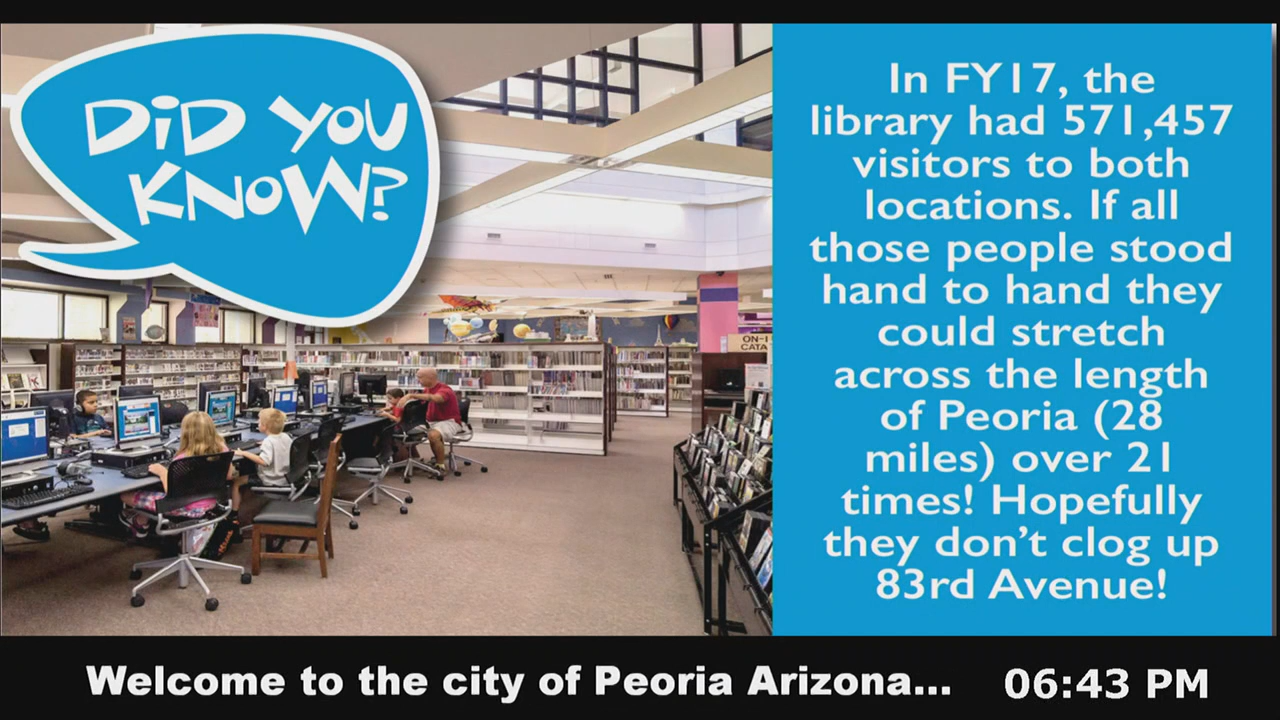 DiD YOU
KNOW?
In FY17, the
library had 571,457
visitors to both
locations. If all
those people stood
hand to hand they
could stretch
across the length
of Peoria (28
miles) over 21
times! Hopefully
they don't clog up
83rd Avenue!
ON-
CATA
Welcome to the city of Peoria Arizona...
06:43 PM